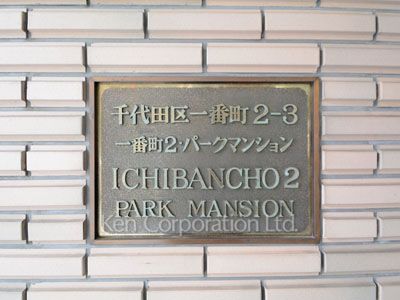 千代田区一番町2-3
一番町2・パークマンション
ICHIBANCHO 2
PARK MANSION
Ken Corporation Ltd.